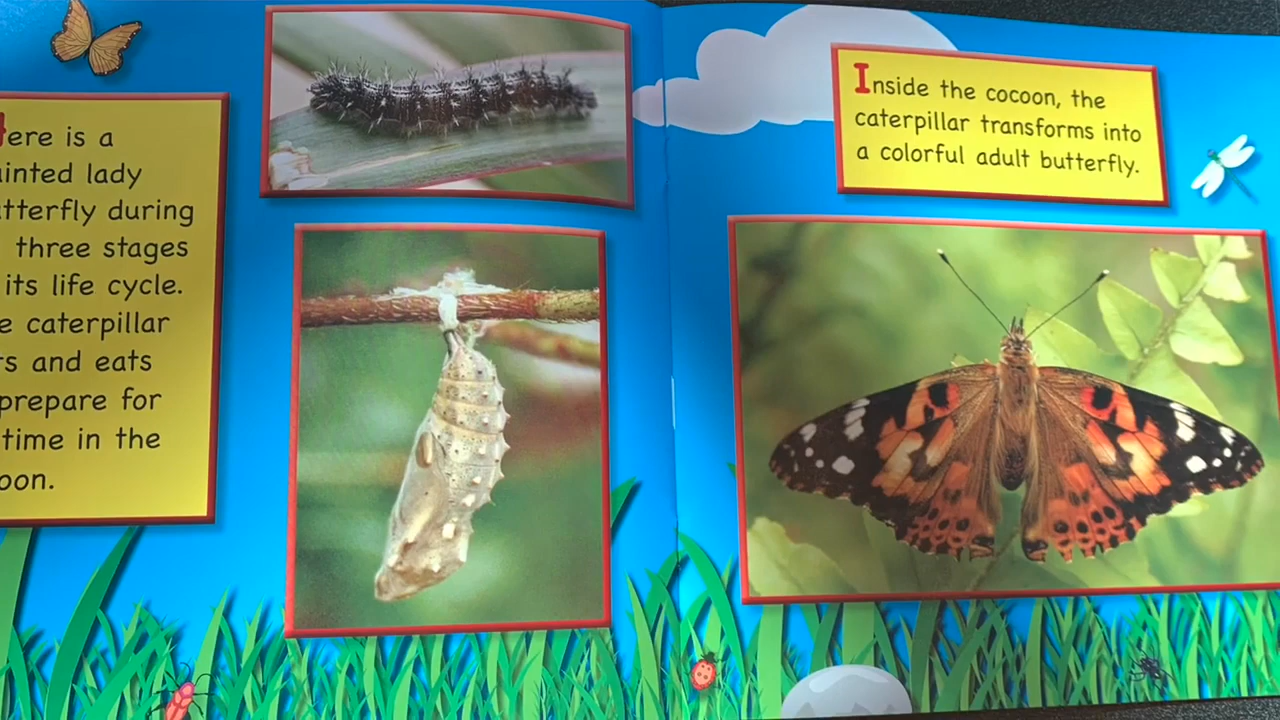 ere is a
inted lady
tterfly during
three stages
its life cycle.
e caterpillar
ts and eats
prepare for
time in the
oon.
Inside the cocoon, the
caterpillar transforms into
a colorful adult butterfly.